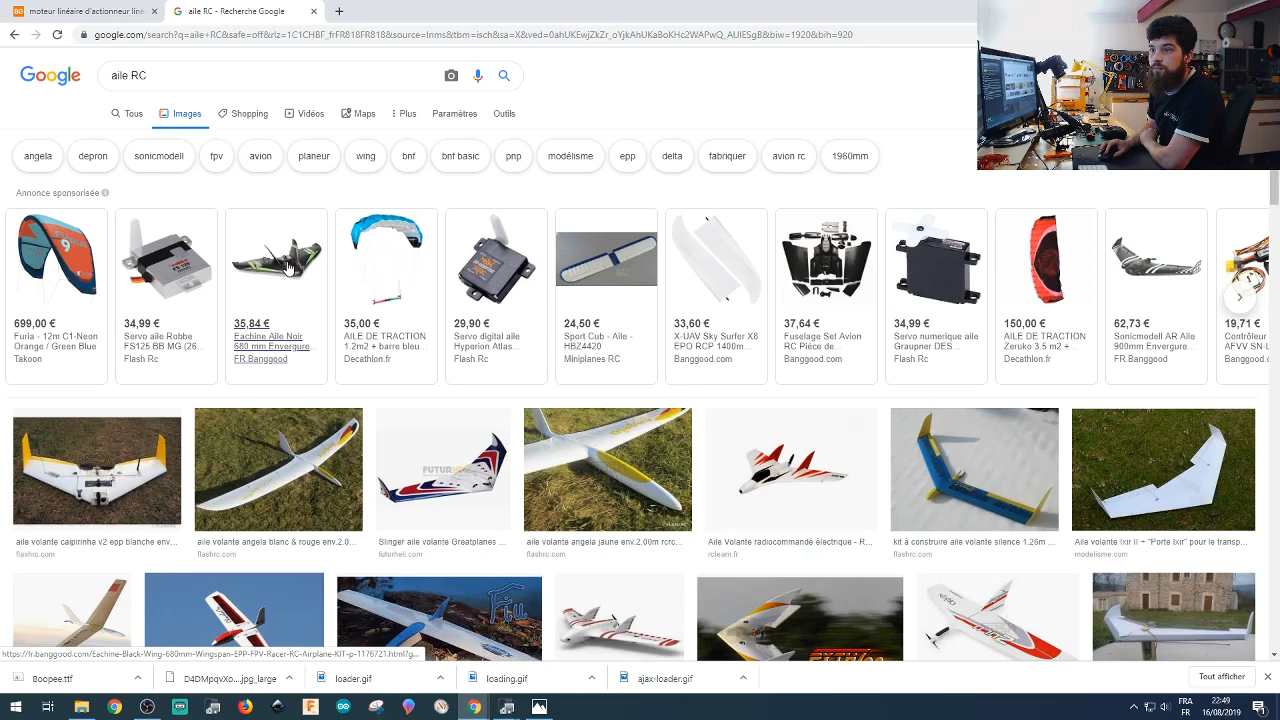 moteur linéaire d'actionneur liné
aile RC - Recherche Google
google.com/search?q=aile+RC&safe=off&rlz=1C1CHBF_frFR818FR818&source=lnms&tbm=isch&sa=X&ved=0ahUKEwjZkZr_oYjkAhUKaBoKHc2WAPwQ_AUIESgB&biw=1920&bih=920
Google
aile RC
Tous
Images
Shopping
Vidéos
Maps
Plus
Paramètres
Outils
angela
depron
sonicmodell
fpv
avion
planeur
wing
bnf
bnf basic
pnp
modélisme
epp
delta
fabriquer
avion rc
1960mm
Annonce sponsorisée
699,00 €
Furia - 12m C1-Neon
Orange / Green Blue
Takoon
34,99 €
Servo aile Robbe
FS125 BB MG (26...
Flash Rc
35,84 €
Eachine Aile Noir
680 mm Envergure...
FR.Banggood
35,00 €
AILE DE TRACTION
1 2m2 + barre bleu...
Decathlon.fr
29,90 €
Servo digital aile
Hyperion Atlas...
Flash Rc
24,50 €
Sport Cub - Aile -
HBZ4420
Miniplanes RC
33,60 €
X-UAV Sky Surfer X8
EPO RCP 1400m...
Banggood.com
37,64 €
Fuselage Set Avion
RC Pièce de...
Banggood.com
34,99 €
Servo numerique aile
Graupner DES ...
Flash Rc
150,00 €
AILE DE TRACTION
Zeruko 3.5 m2 +...
Decathlon.fr
62,73 €
Sonicmodell AR Aile
900mm Envergure...
FR.Banggood
19,71 €
Contrôleur
AFVV SN-L
Banggood.c
aile volante caipirinha v2 epp blanche env...
flashrc.com
aile volante angela blanc & rouge env.2.0...
flashrc.com
Slinger aile volante Greatplanes ...
futurheli.com
aile volante angela jaune env.2.00m rcrc...
flashrc.com
Aile Volante radiocommandé électrique - R...
rcteam.fr
kit à construire aile volante silence 1.26m ...
flashrc.com
Aile volante Ixir II + "Porte Ixir" pour le transp...
modelisme.com
https://fr.banggood.com/Eachine-Black-Wing-680mm-Wingspan-EPP-FPV-Racer-RC-Airplane-KIT-p-1176721.html?g...
Boopee.ttf
D4DMpqvXo....jpg_large
loader.gif
loading.gif
ajax-loader.gif
Tout afficher
FRA
FR
22:49
16/08/2019